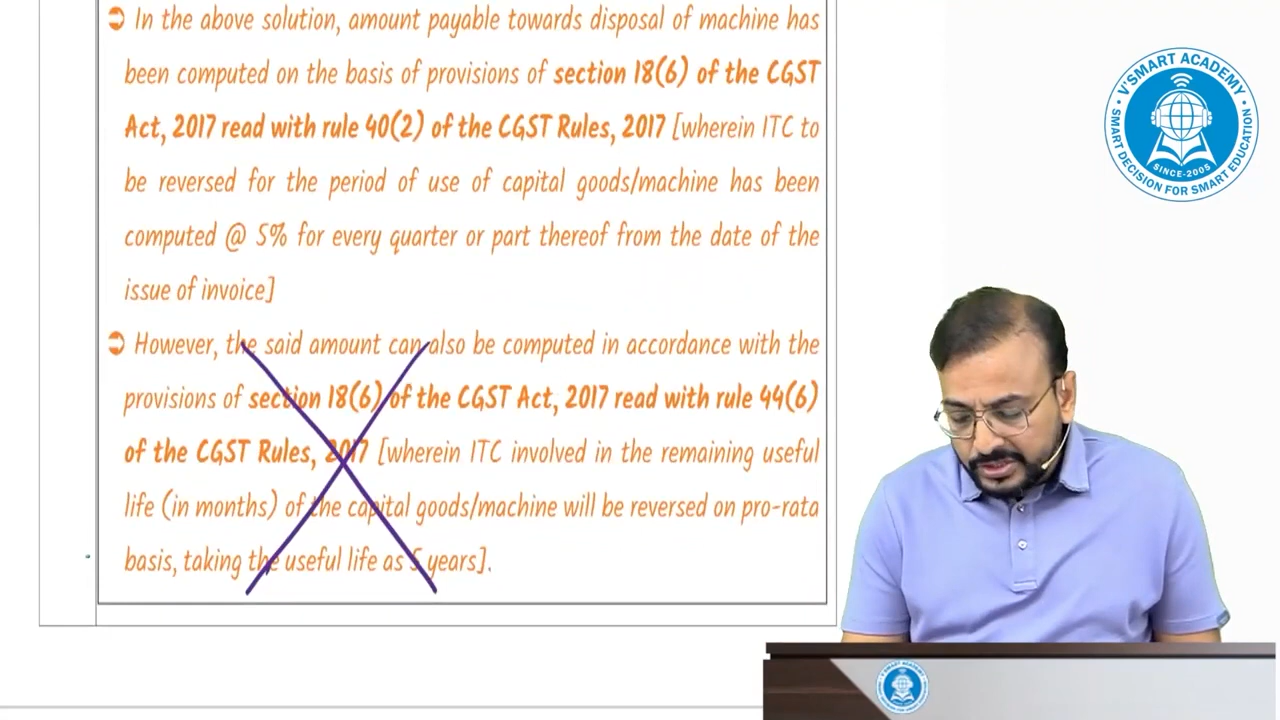 ➲ In the above solution, amount payable towards disposal of machine has
been computed on the basis of provisions of section 18(6) of the CGST
Act, 2017 read with rule 40(2) of the CGST Rules, 2017 [wherein ITC to
be reversed for the period of use of capital goods/machine has been
computed @ 5% for every quarter or part thereof from the date of the
issue of invoice]
➲ However, the said amount can also be computed in accordance with the
provisions of section 18(6) of the CGST Act, 2017 read with rule 44(6)
of the CGST Rules, 2017 [wherein ITC involved in the remaining useful
life (in months) of the capital goods/machine will be reversed on pro-rata
basis, taking the useful life as 5 years].
V'SMART ACADEMY
SINCE-2005
SMART DECISION FOR SMART EDUCATION